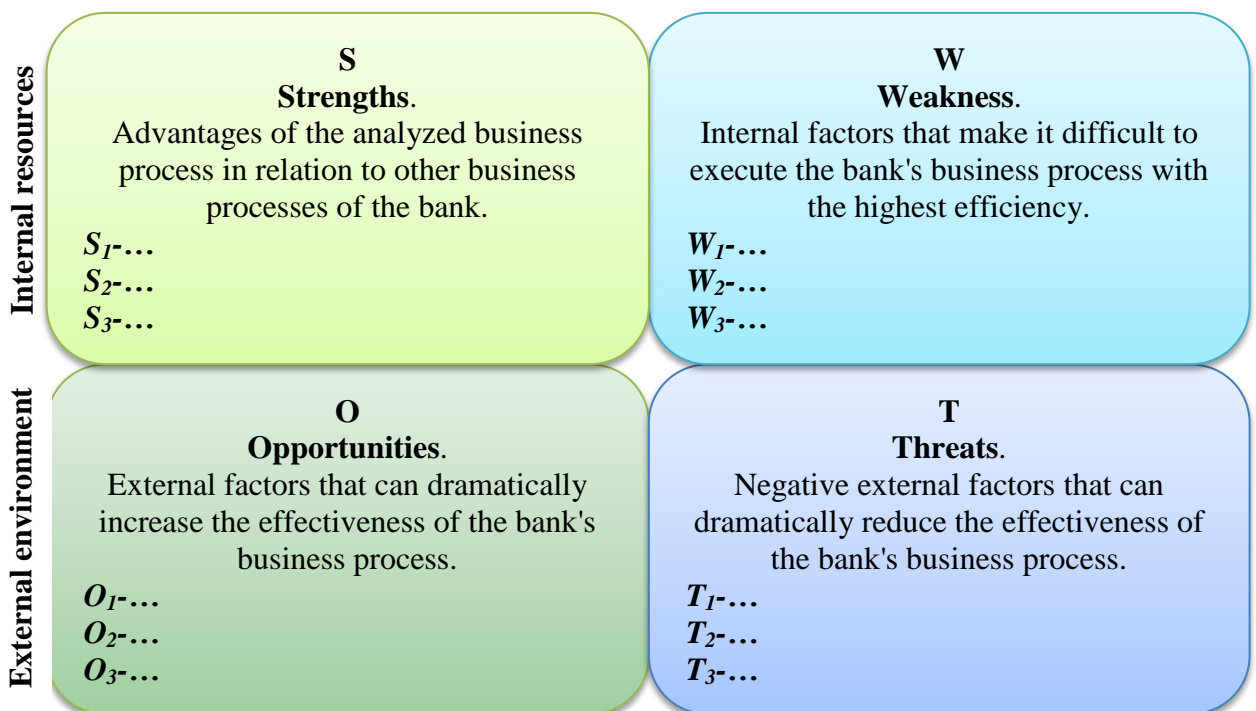 Internal resources
S
Strengths.
Advantages of the analyzed business
process in relation to other business
processes of the bank.
S1-…
S2-…
S3-…
W
Weakness.
Internal factors that make it difficult to
execute the bank's business process with
the highest efficiency.
W1-…
W2-…
W3-…
External environment
O
Opportunities.
External factors that can dramatically
increase the effectiveness of the bank's
business process.
O1-…
O2-…
O3-…
T
Threats.
Negative external factors that can
dramatically reduce the effectiveness of
the bank's business process.
T1-…
T2-…
T3-…